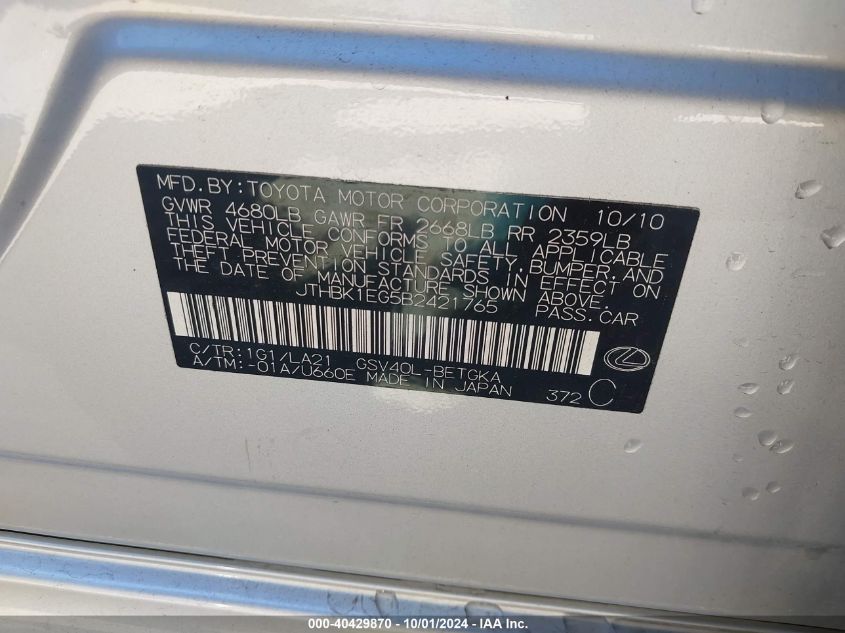 MFD.BY:TOYOTA MOTOR CORPORATION 10/10
GVWR 4680LB GAWR FR 2668LB RR 2359LB
THIS VEHICLE CONFORMS TO ALL APPLICABLE
FEDERAL MOTOR VEHICLE SAFETY,BUMPER,AND
THEFT PREVENTION STANDARDS IN EFFECT ON
THE DATE OF MANUFACTURE SHOWN ABOVE.
JTHBK1EG5B2421765 PASS.CAR
C/TR:1G1/LA21 GSV40L-BETGKA
A/TM:-01A/U660E MADE IN JAPAN 372 C
000-40429870 - 10/01/2024 - IAA Inc.